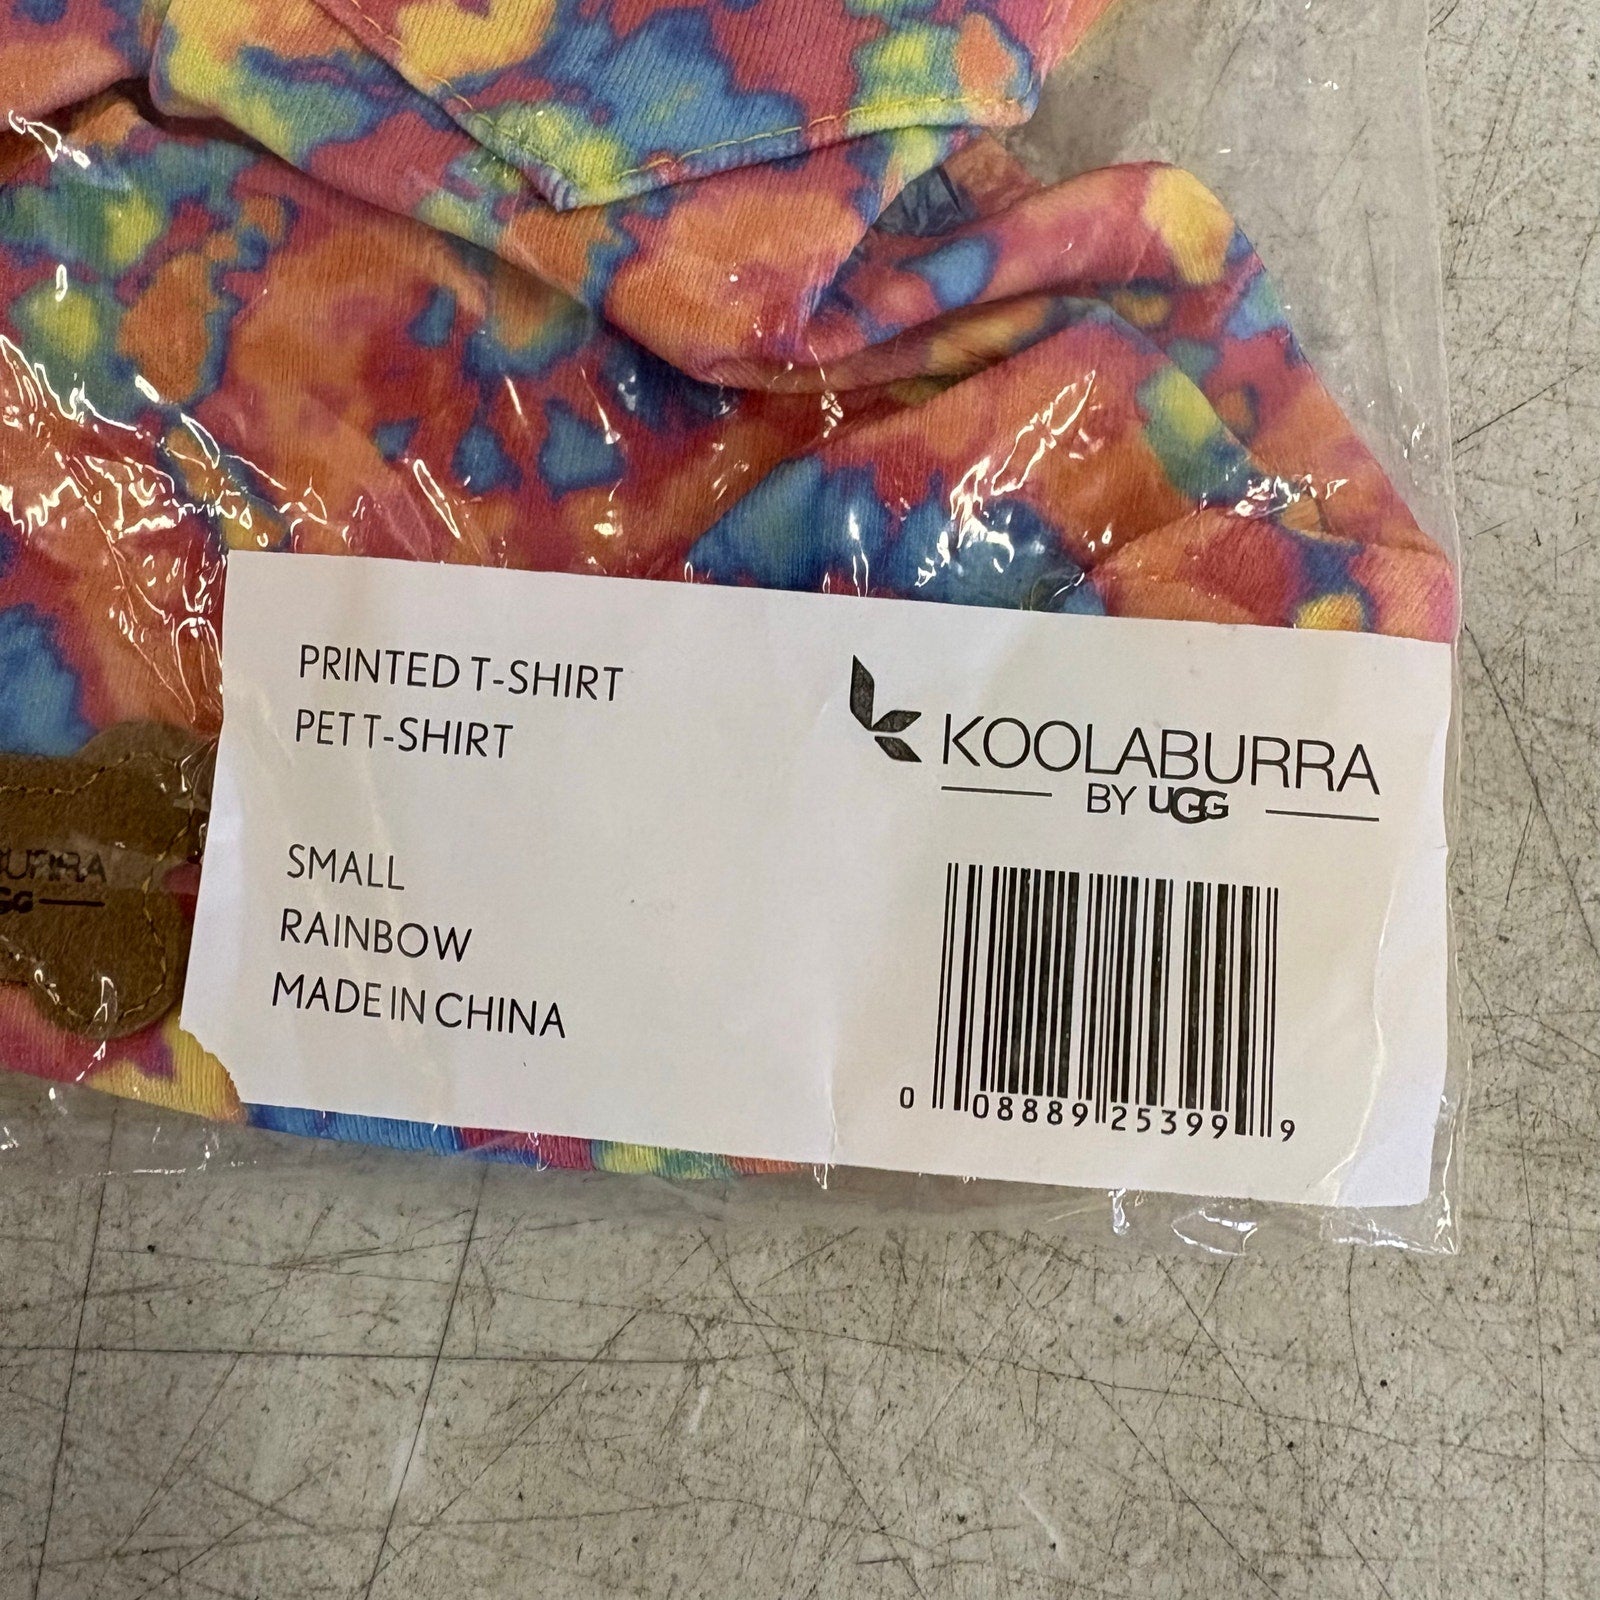 PRINTED T-SHIRT
PET T-SHIRT
SMALL
RAINBOW
MADE IN CHINA
KOOLABURRA
BY UGG
0 08889 25399 9